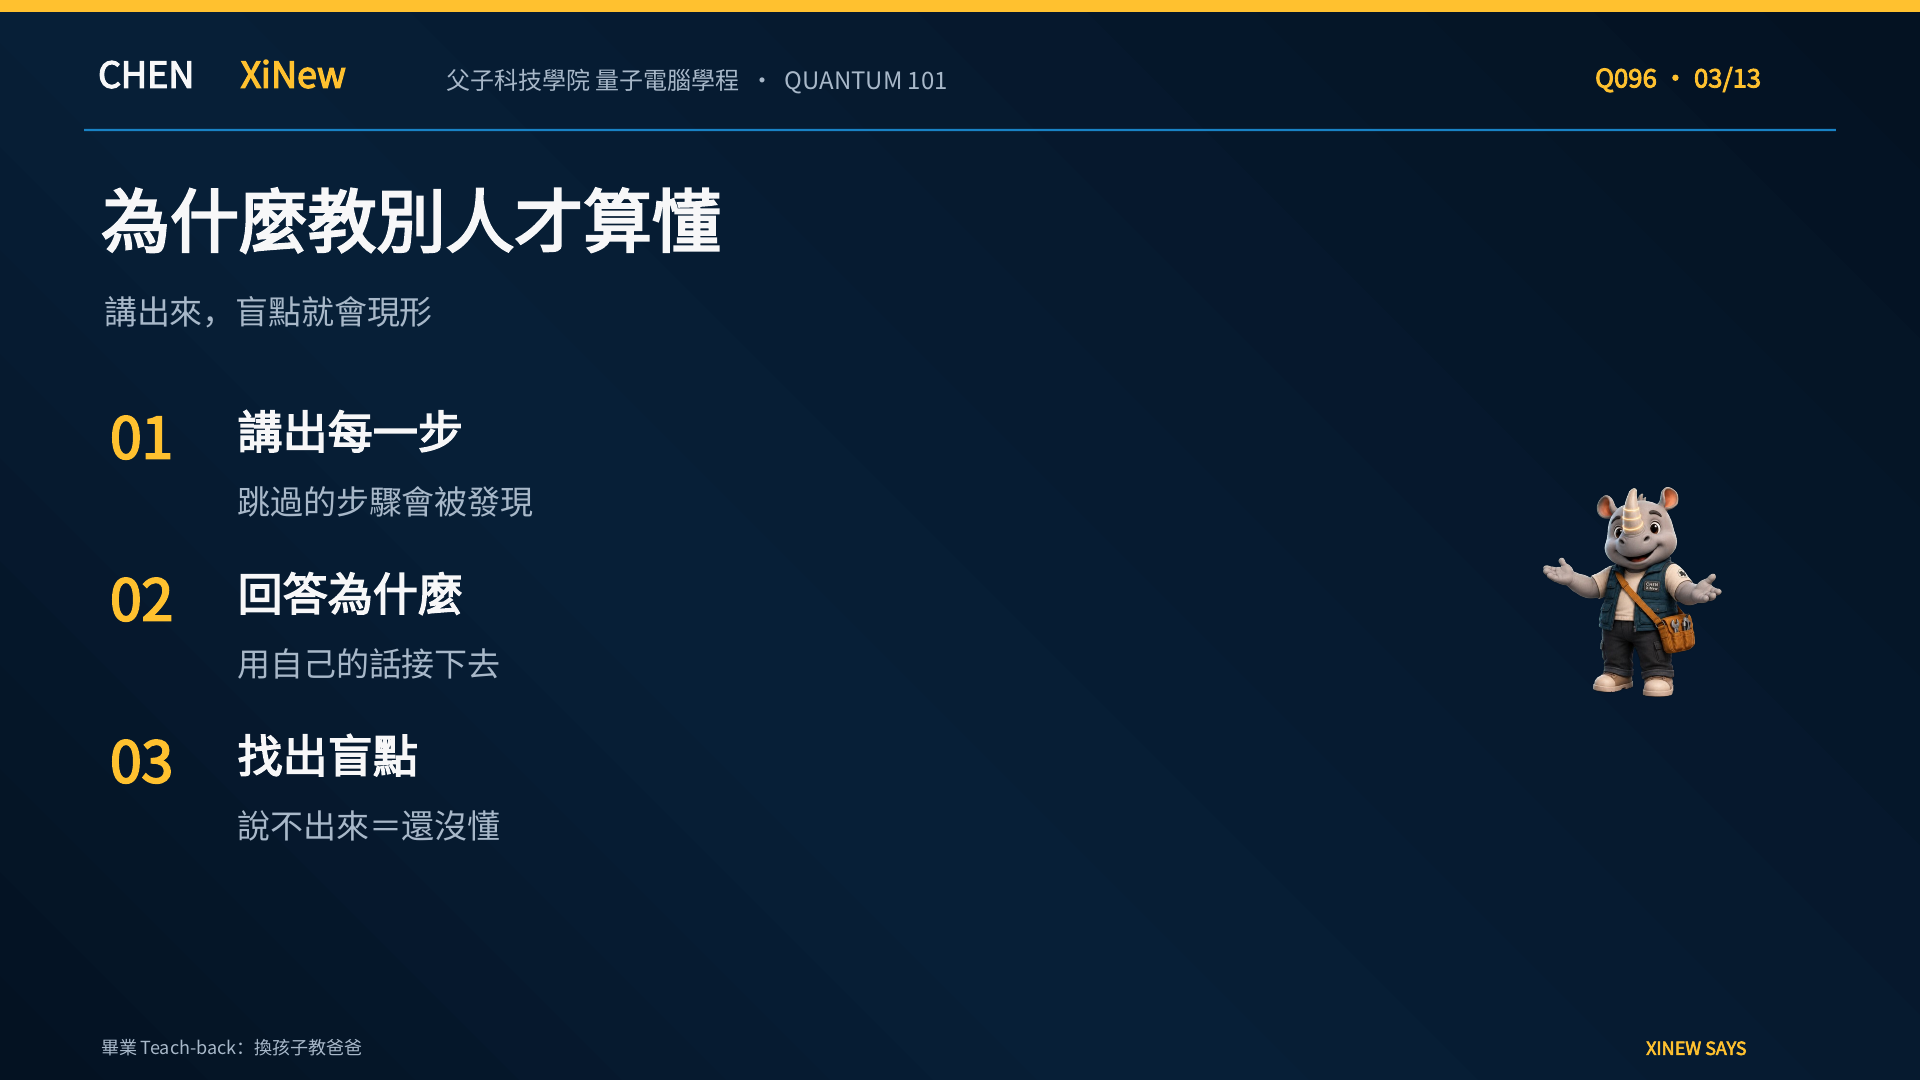 CHEN XiNew 父子科技學院 量子電腦學程 · QUANTUM 101 Q096 · 03/13
為什麼教別人才算懂
講出來，盲點就會現形
01 講出每一步
跳過的步驟會被發現
02 回答為什麼
用自己的話接下去
03 找出盲點
說不出來＝還沒懂
畢業 Teach-back：換孩子教爸爸 XINEW SAYS